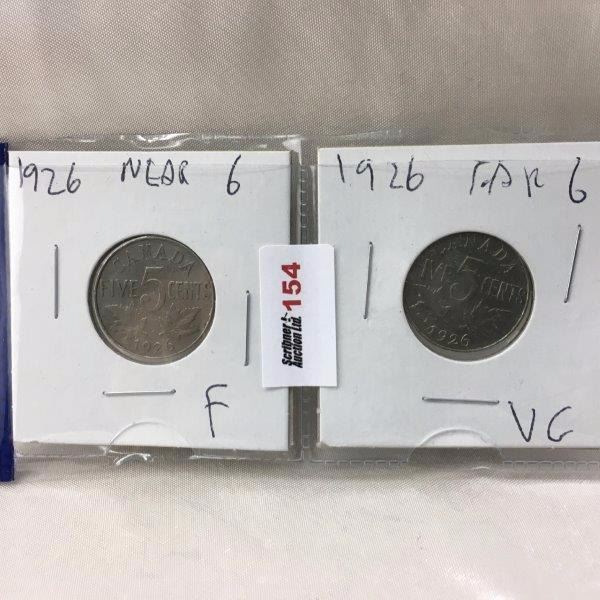 1926 NEAR 6
CANADA
FIVE 5 CENTS
1926
F
Scribner
Auction Ltd.
154
1926 FAR 6
CANADA
FIVE 5 CENTS
1926
VG